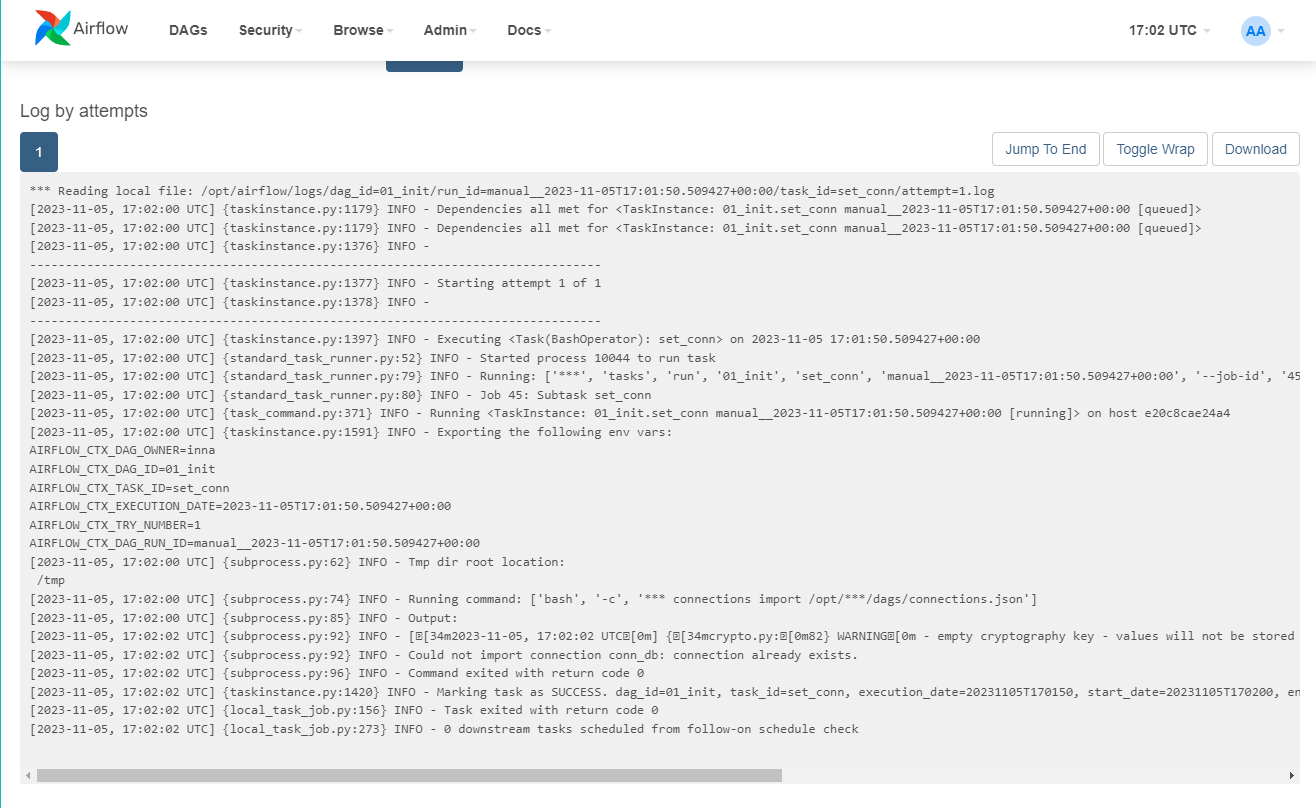 Airflow DAGs Security Browse Admin Docs 17:02 UTC AA
Log by attempts
1 Jump To End Toggle Wrap Download
*** Reading local file: /opt/airflow/logs/dag_id=01_init/run_id=manual__2023-11-05T17:01:50.509427+00:00/task_id=set_conn/attempt=1.log
[2023-11-05, 17:02:00 UTC] {taskinstance.py:1179} INFO - Dependencies all met for <TaskInstance: 01_init.set_conn manual__2023-11-05T17:01:50.509427+00:00 [queued]>
[2023-11-05, 17:02:00 UTC] {taskinstance.py:1179} INFO - Dependencies all met for <TaskInstance: 01_init.set_conn manual__2023-11-05T17:01:50.509427+00:00 [queued]>
[2023-11-05, 17:02:00 UTC] {taskinstance.py:1376} INFO -
--------------------------------------------------------------------------------
[2023-11-05, 17:02:00 UTC] {taskinstance.py:1377} INFO - Starting attempt 1 of 1
[2023-11-05, 17:02:00 UTC] {taskinstance.py:1378} INFO -
--------------------------------------------------------------------------------
[2023-11-05, 17:02:00 UTC] {taskinstance.py:1397} INFO - Executing <Task(BashOperator): set_conn> on 2023-11-05 17:01:50.509427+00:00
[2023-11-05, 17:02:00 UTC] {standard_task_runner.py:52} INFO - Started process 10044 to run task
[2023-11-05, 17:02:00 UTC] {standard_task_runner.py:79} INFO - Running: ['***', 'tasks', 'run', '01_init', 'set_conn', 'manual__2023-11-05T17:01:50.509427+00:00', '--job-id', '45
[2023-11-05, 17:02:00 UTC] {standard_task_runner.py:80} INFO - Job 45: Subtask set_conn
[2023-11-05, 17:02:00 UTC] {task_command.py:371} INFO - Running <TaskInstance: 01_init.set_conn manual__2023-11-05T17:01:50.509427+00:00 [running]> on host e20c8cae24a4
[2023-11-05, 17:02:00 UTC] {taskinstance.py:1591} INFO - Exporting the following env vars:
AIRFLOW_CTX_DAG_OWNER=inna
AIRFLOW_CTX_DAG_ID=01_init
AIRFLOW_CTX_TASK_ID=set_conn
AIRFLOW_CTX_EXECUTION_DATE=2023-11-05T17:01:50.509427+00:00
AIRFLOW_CTX_TRY_NUMBER=1
AIRFLOW_CTX_DAG_RUN_ID=manual__2023-11-05T17:01:50.509427+00:00
[2023-11-05, 17:02:00 UTC] {subprocess.py:62} INFO - Tmp dir root location:
/tmp
[2023-11-05, 17:02:00 UTC] {subprocess.py:74} INFO - Running command: ['bash', '-c', '*** connections import /opt/***/dags/connections.json']
[2023-11-05, 17:02:00 UTC] {subprocess.py:85} INFO - Output:
[2023-11-05, 17:02:02 UTC] {subprocess.py:92} INFO - [[34m2023-11-05, 17:02:02 UTC[0m] {[34mcrypto.py:[0m82} WARNING[0m - empty cryptography key - values will not be stored
[2023-11-05, 17:02:02 UTC] {subprocess.py:92} INFO - Could not import connection conn_db: connection already exists.
[2023-11-05, 17:02:02 UTC] {subprocess.py:96} INFO - Command exited with return code 0
[2023-11-05, 17:02:02 UTC] {taskinstance.py:1420} INFO - Marking task as SUCCESS. dag_id=01_init, task_id=set_conn, execution_date=20231105T170150, start_date=20231105T170200, en
[2023-11-05, 17:02:02 UTC] {local_task_job.py:156} INFO - Task exited with return code 0
[2023-11-05, 17:02:02 UTC] {local_task_job.py:273} INFO - 0 downstream tasks scheduled from follow-on schedule check